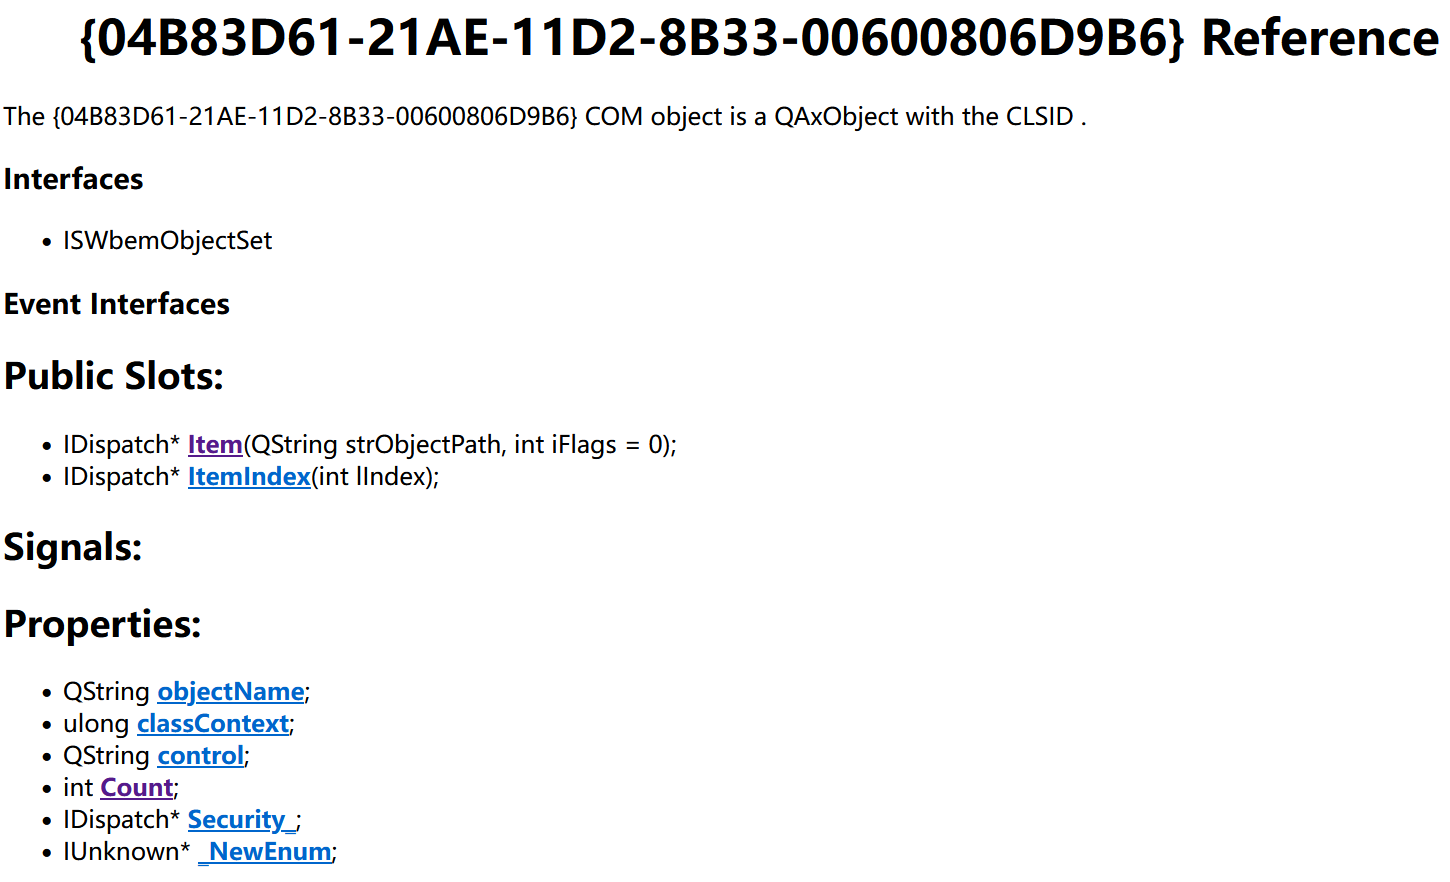 {04B83D61-21AE-11D2-8B33-00600806D9B6} Reference
The {04B83D61-21AE-11D2-8B33-00600806D9B6} COM object is a QAxObject with the CLSID .
Interfaces
• ISWbemObjectSet
Event Interfaces
Public Slots:
• IDispatch* Item(QString strObjectPath, int iFlags = 0);
• IDispatch* ItemIndex(int lIndex);
Signals:
Properties:
• QString objectName;
• ulong classContext;
• QString control;
• int Count;
• IDispatch* Security_;
• IUnknown* _NewEnum;